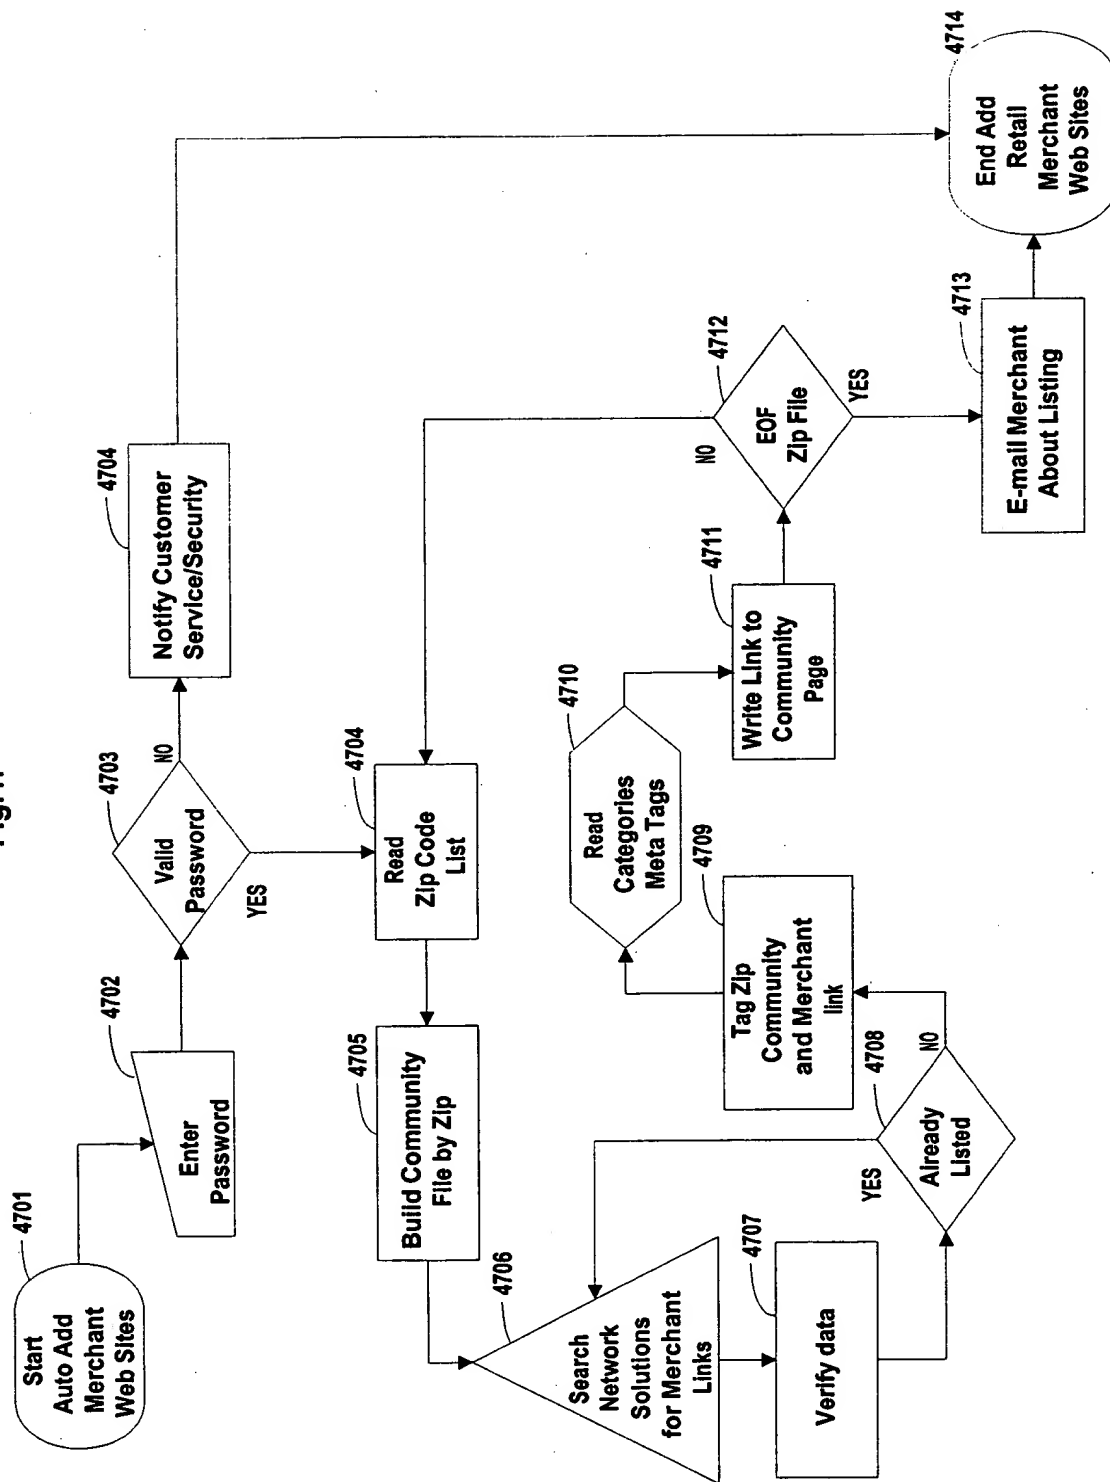 4701
Start
Auto Add
Merchant
Web Sites
4702
Enter
Password
4703
Valid
Password
NO
YES
4704
Notify Customer
Service/Security
4704
Read
Zip Code
List
4705
Build Community
File by Zip
4706
Search
Network
Solutions
for Merchant
Links
4707
Verify data
4708
Already
Listed
YES
NO
4709
Tag Zip
Community
and Merchant
link
4710
Read
Categories
Meta Tags
4711
Write Link to
Community
Page
4712
EOF
Zip File
NO
YES
4713
E-mail Merchant
About Listing
4714
End Add
Retail
Merchant
Web Sites